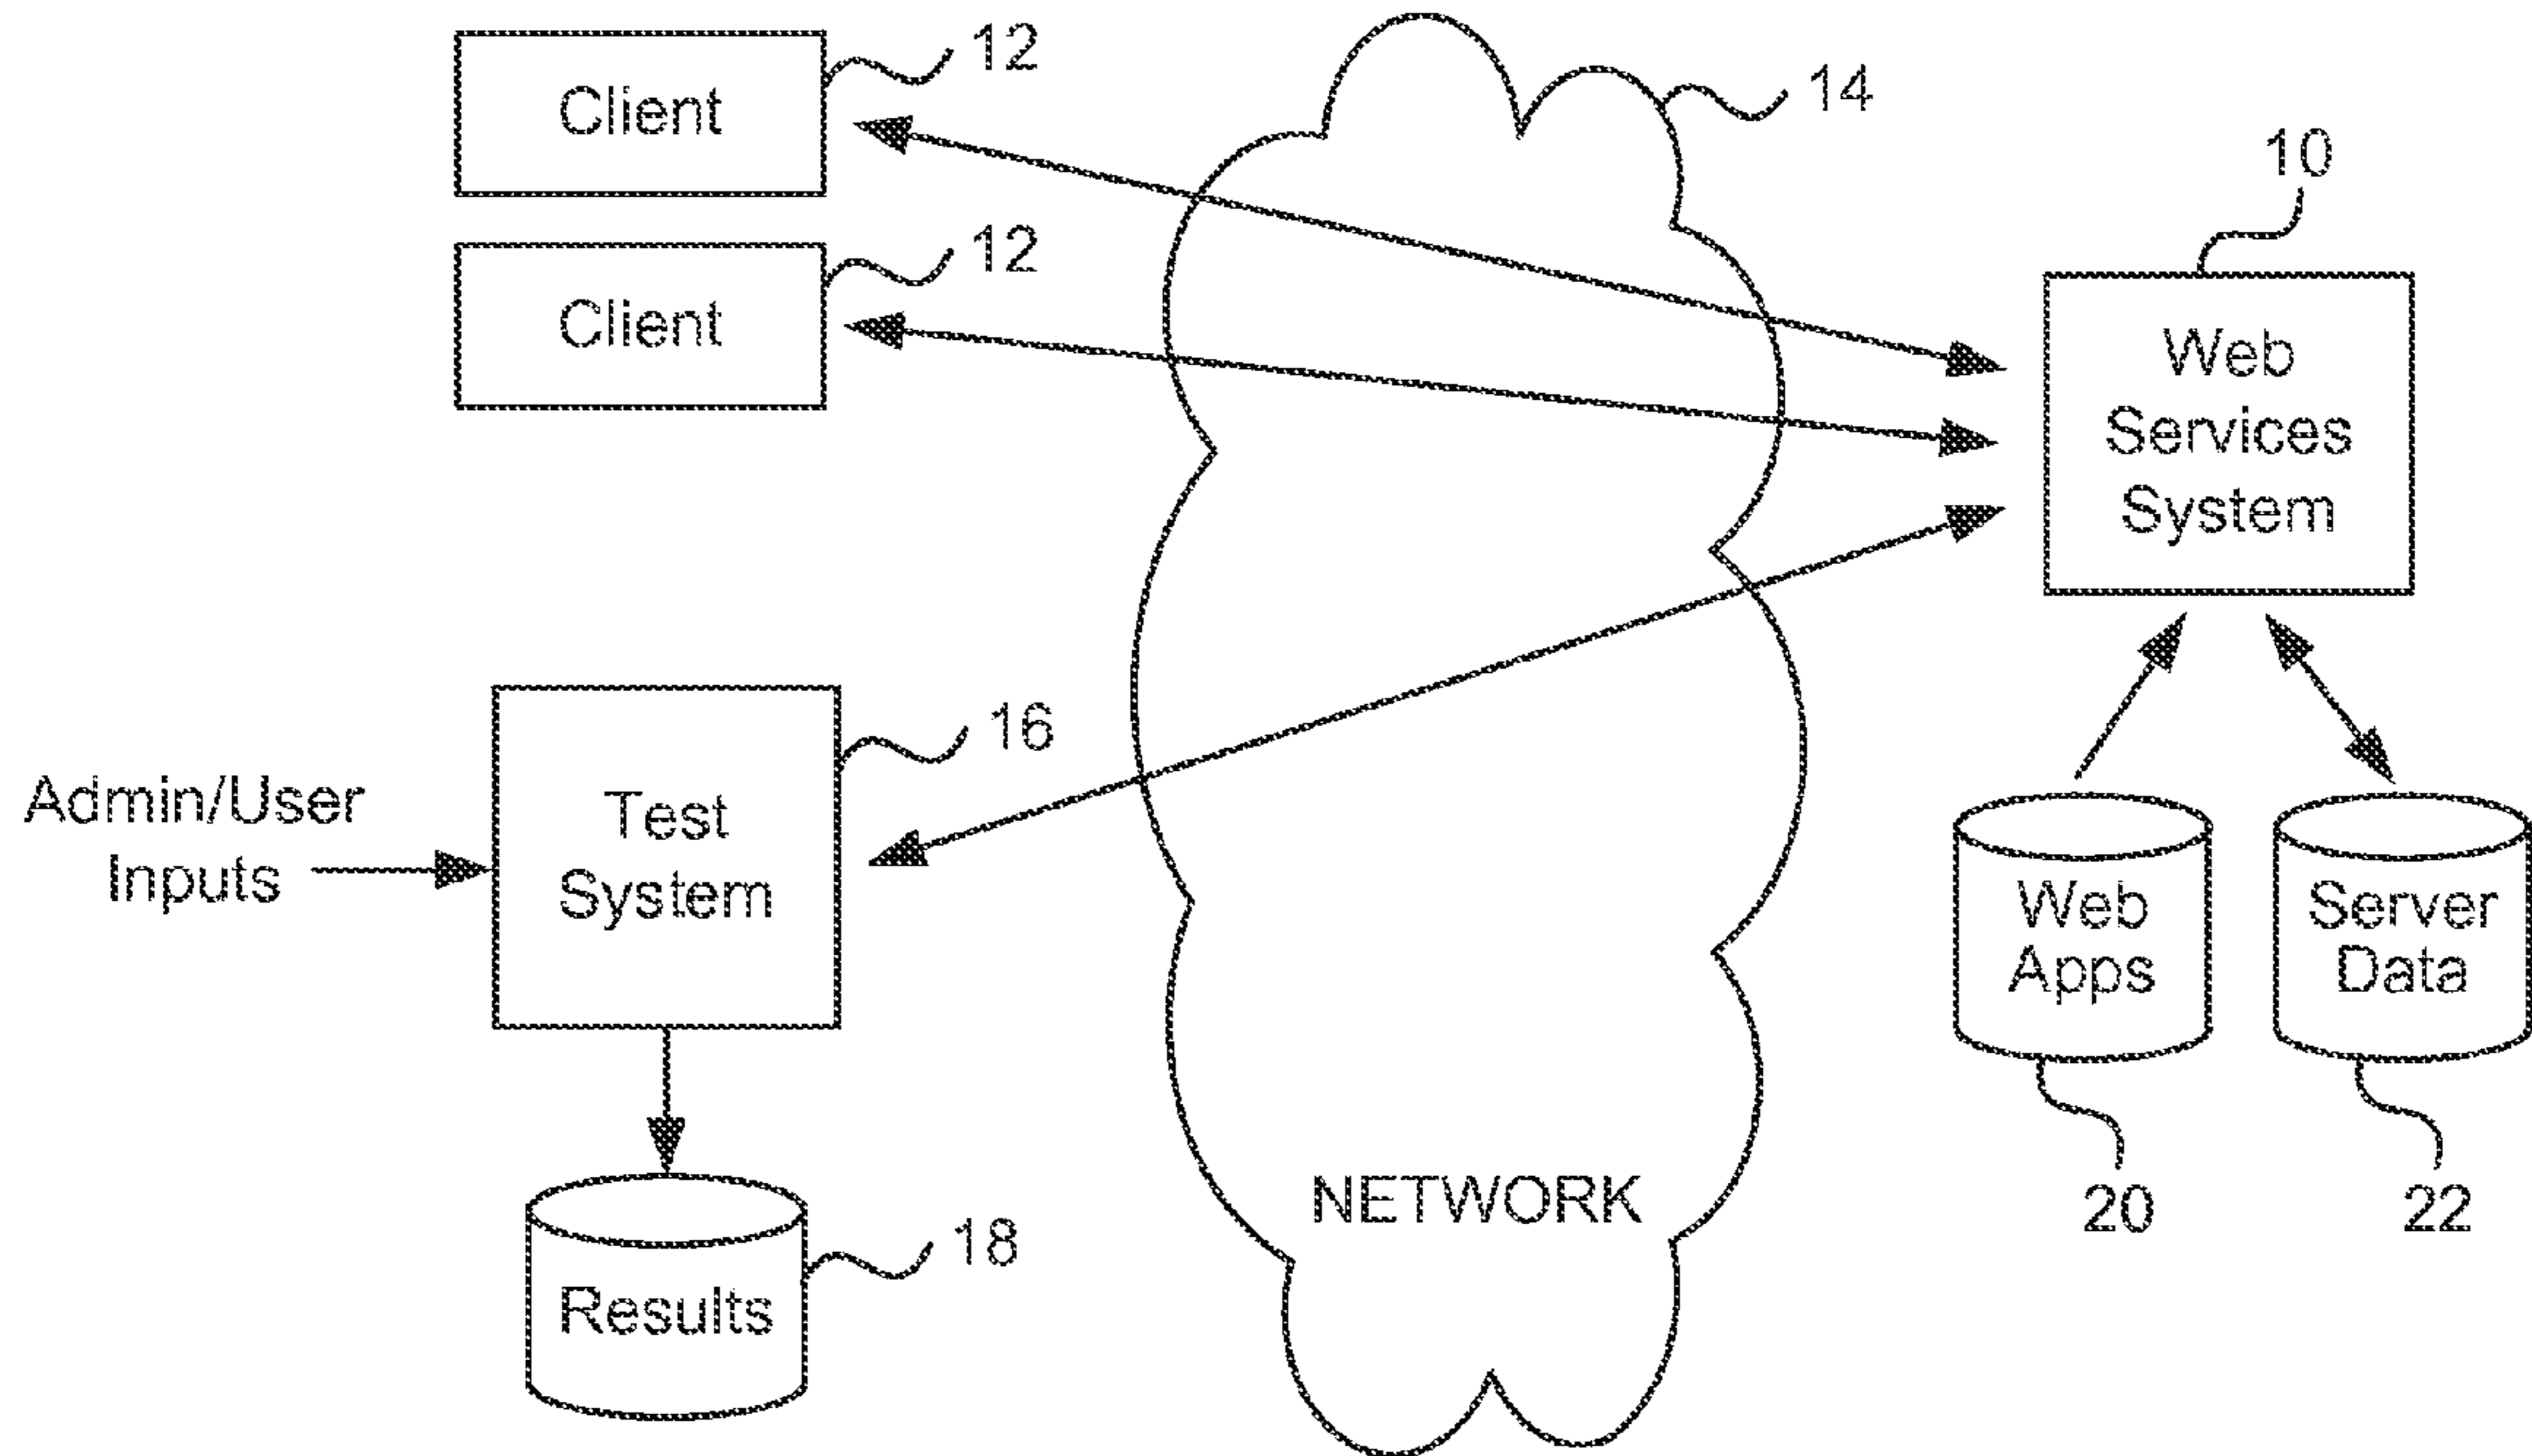 Client
12
Client
12
14
10
Web
Services
System
Admin/User
Inputs
Test
System
16
Results
18
NETWORK
Web
Apps
20
Server
Data
22